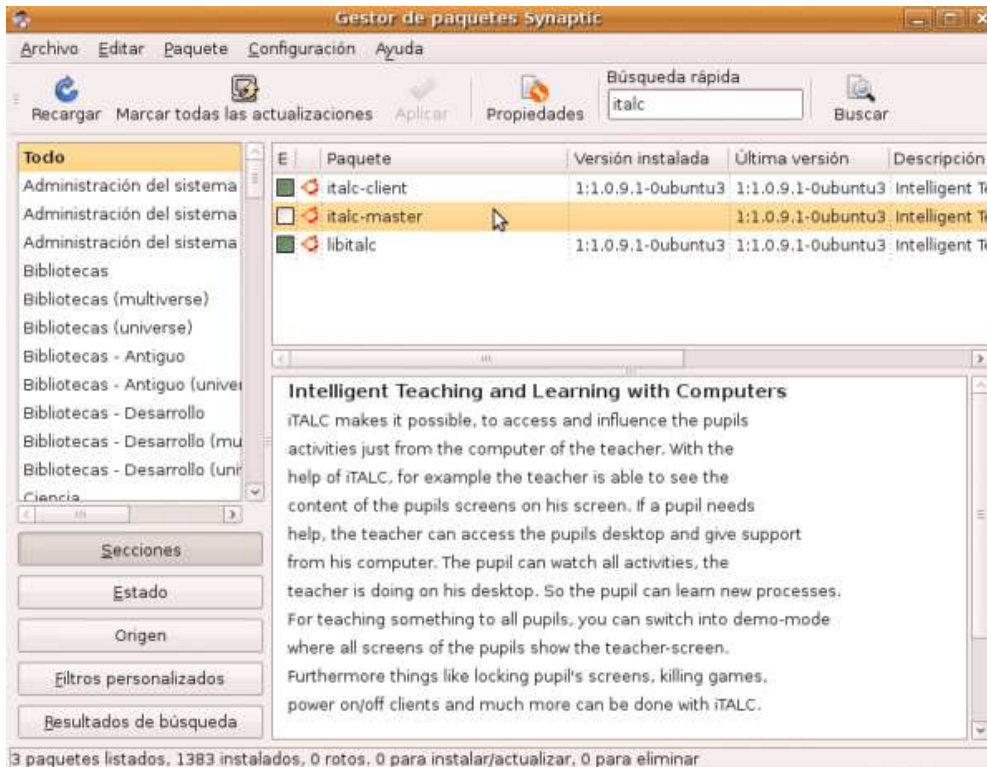 Gestor de paquetes Synaptic
Archivo Editar Paquete Configuración Ayuda
Búsqueda rápida
Recargar Marcar todas las actualizaciones Aplicar Propiedades italc Buscar
Todo
Administración del sistema
Administración del sistema
Administración del sistema
Bibliotecas
Bibliotecas (multiverse)
Bibliotecas (universe)
Bibliotecas - Antiguo
Bibliotecas - Antiguo (univer
Bibliotecas - Desarrollo
Bibliotecas - Desarrollo (mu
Bibliotecas - Desarrollo (uni
Ciencia
Secciones
Estado
Origen
Filtros personalizados
Resultados de búsqueda
E Paquete Versión instalada Última versión Descripción
italc-client 1:1.0.9.1-0ubuntu3 1:1.0.9.1-0ubuntu3 Intelligent Te
italc-master 1:1.0.9.1-0ubuntu3 Intelligent Te
libitalc 1:1.0.9.1-0ubuntu3 1:1.0.9.1-0ubuntu3 Intelligent Te
Intelligent Teaching and Learning with Computers
iTALC makes it possible, to access and influence the pupils
activities just from the computer of the teacher. With the
help of iTALC, for example the teacher is able to see the
content of the pupils screens on his screen. If a pupil needs
help, the teacher can access the pupils desktop and give support
from his computer. The pupil can watch all activities, the
teacher is doing on his desktop. So the pupil can learn new processes.
For teaching something to all pupils, you can switch into demo-mode
where all screens of the pupils show the teacher-screen.
Furthermore things like locking pupil's screens, killing games,
power on/off clients and much more can be done with iTALC.
3 paquetes listados, 1383 instalados, 0 rotos. 0 para instalar/actualizar, 0 para eliminar